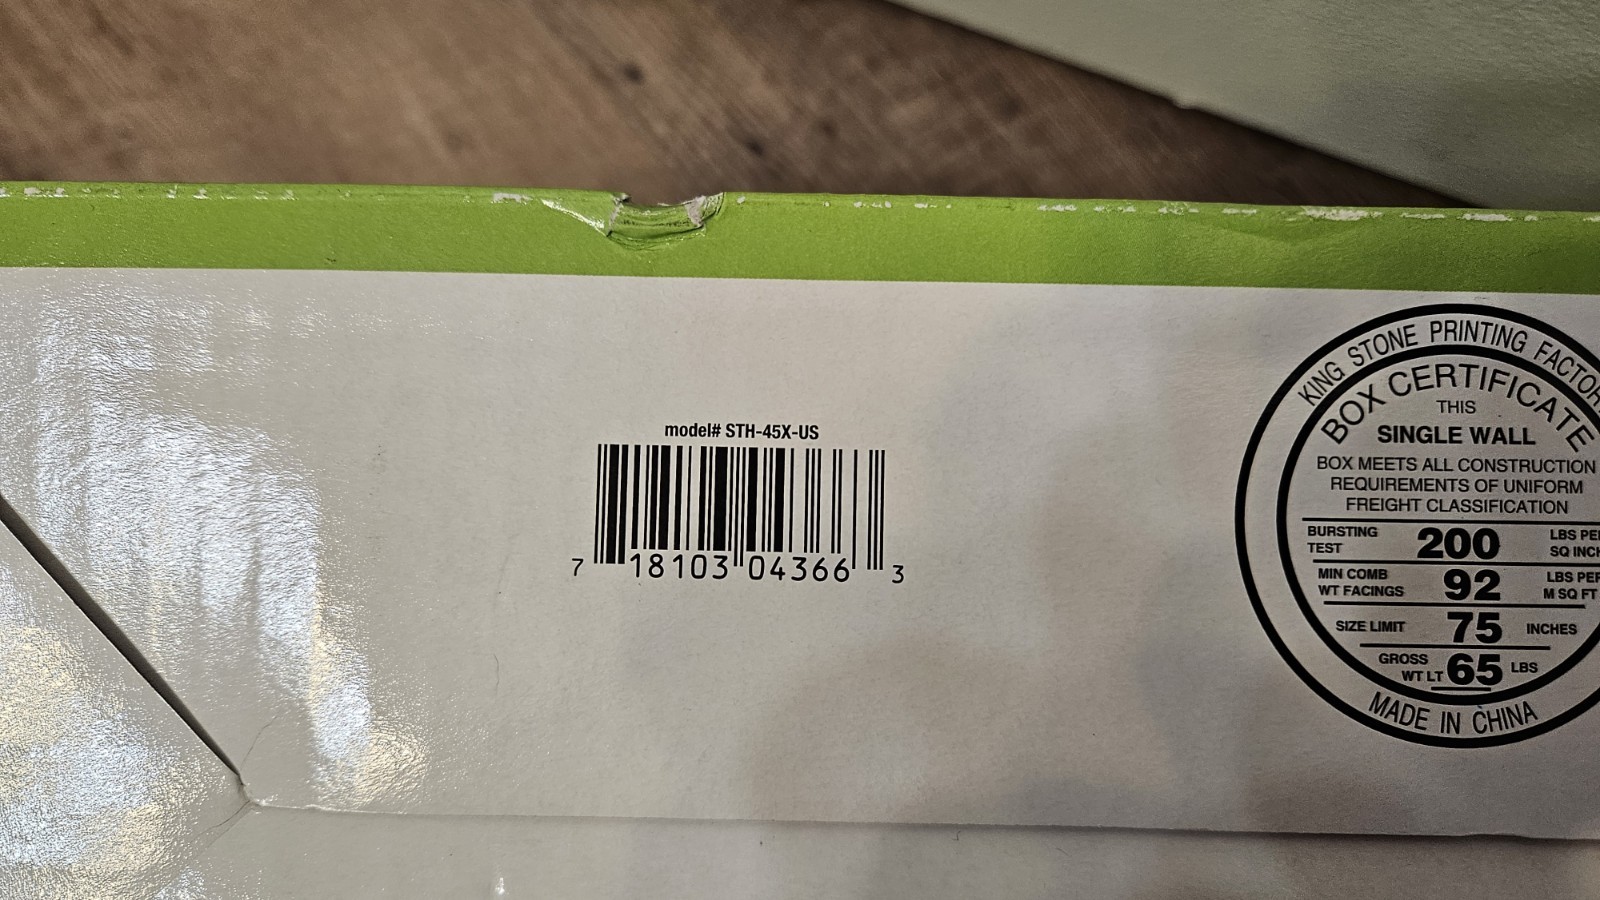 model# STH-45X-US
7 18103 04366 3
KING STONE PRINTING FACTORY
BOX CERTIFICATE
THIS
SINGLE WALL
BOX MEETS ALL CONSTRUCTION
REQUIREMENTS OF UNIFORM
FREIGHT CLASSIFICATION
BURSTING
TEST
200
LBS PER
SQ INCH
MIN COMB
WT FACINGS
92
LBS PER
M SQ FT
SIZE LIMIT 75 INCHES
GROSS
WT LT
65 LBS
MADE IN CHINA